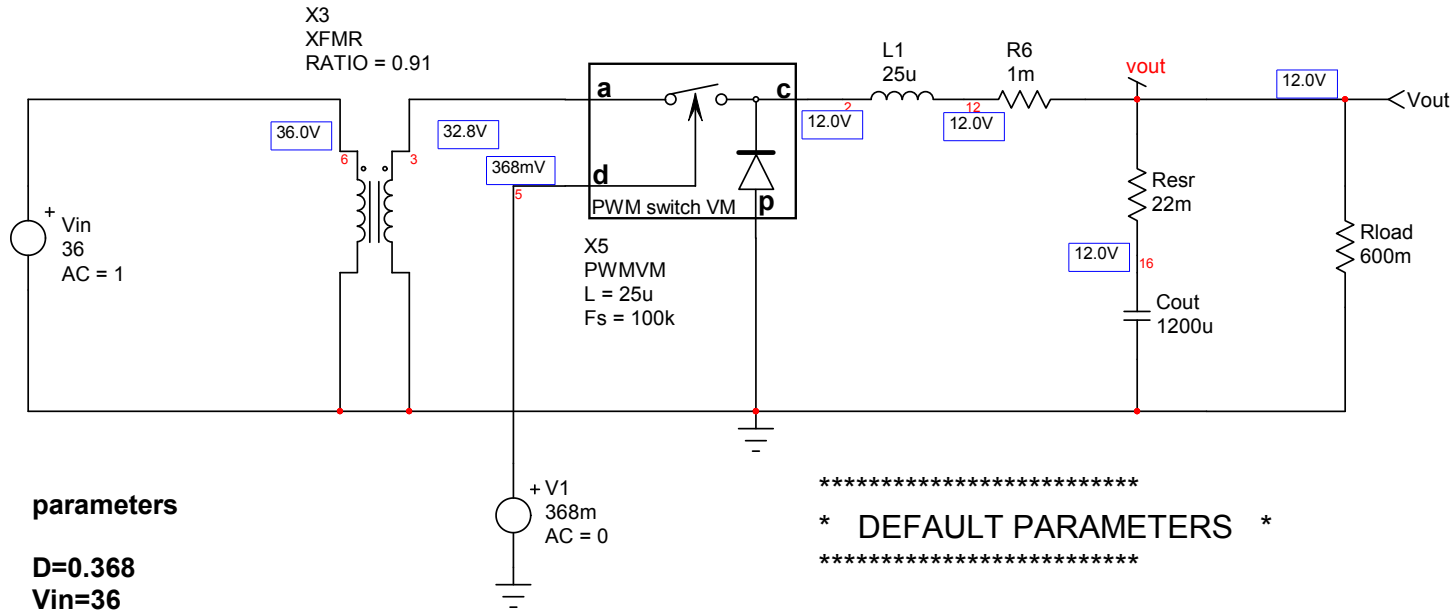 X3
XFMR
RATIO = 0.91
36.0V
6
32.8V
3
368mV
5
a
c
d
p
PWM switch VM
X5
PWMVM
L = 25u
Fs = 100k
L1
25u
R6
1m
2
12.0V
12
12.0V
vout
12.0V
Vout
Resr
22m
12.0V
16
Cout
1200u
Rload
600m
+
Vin
36
AC = 1
+ V1
368m
AC = 0
parameters
D=0.368
Vin=36
**************************
* DEFAULT PARAMETERS *
**************************